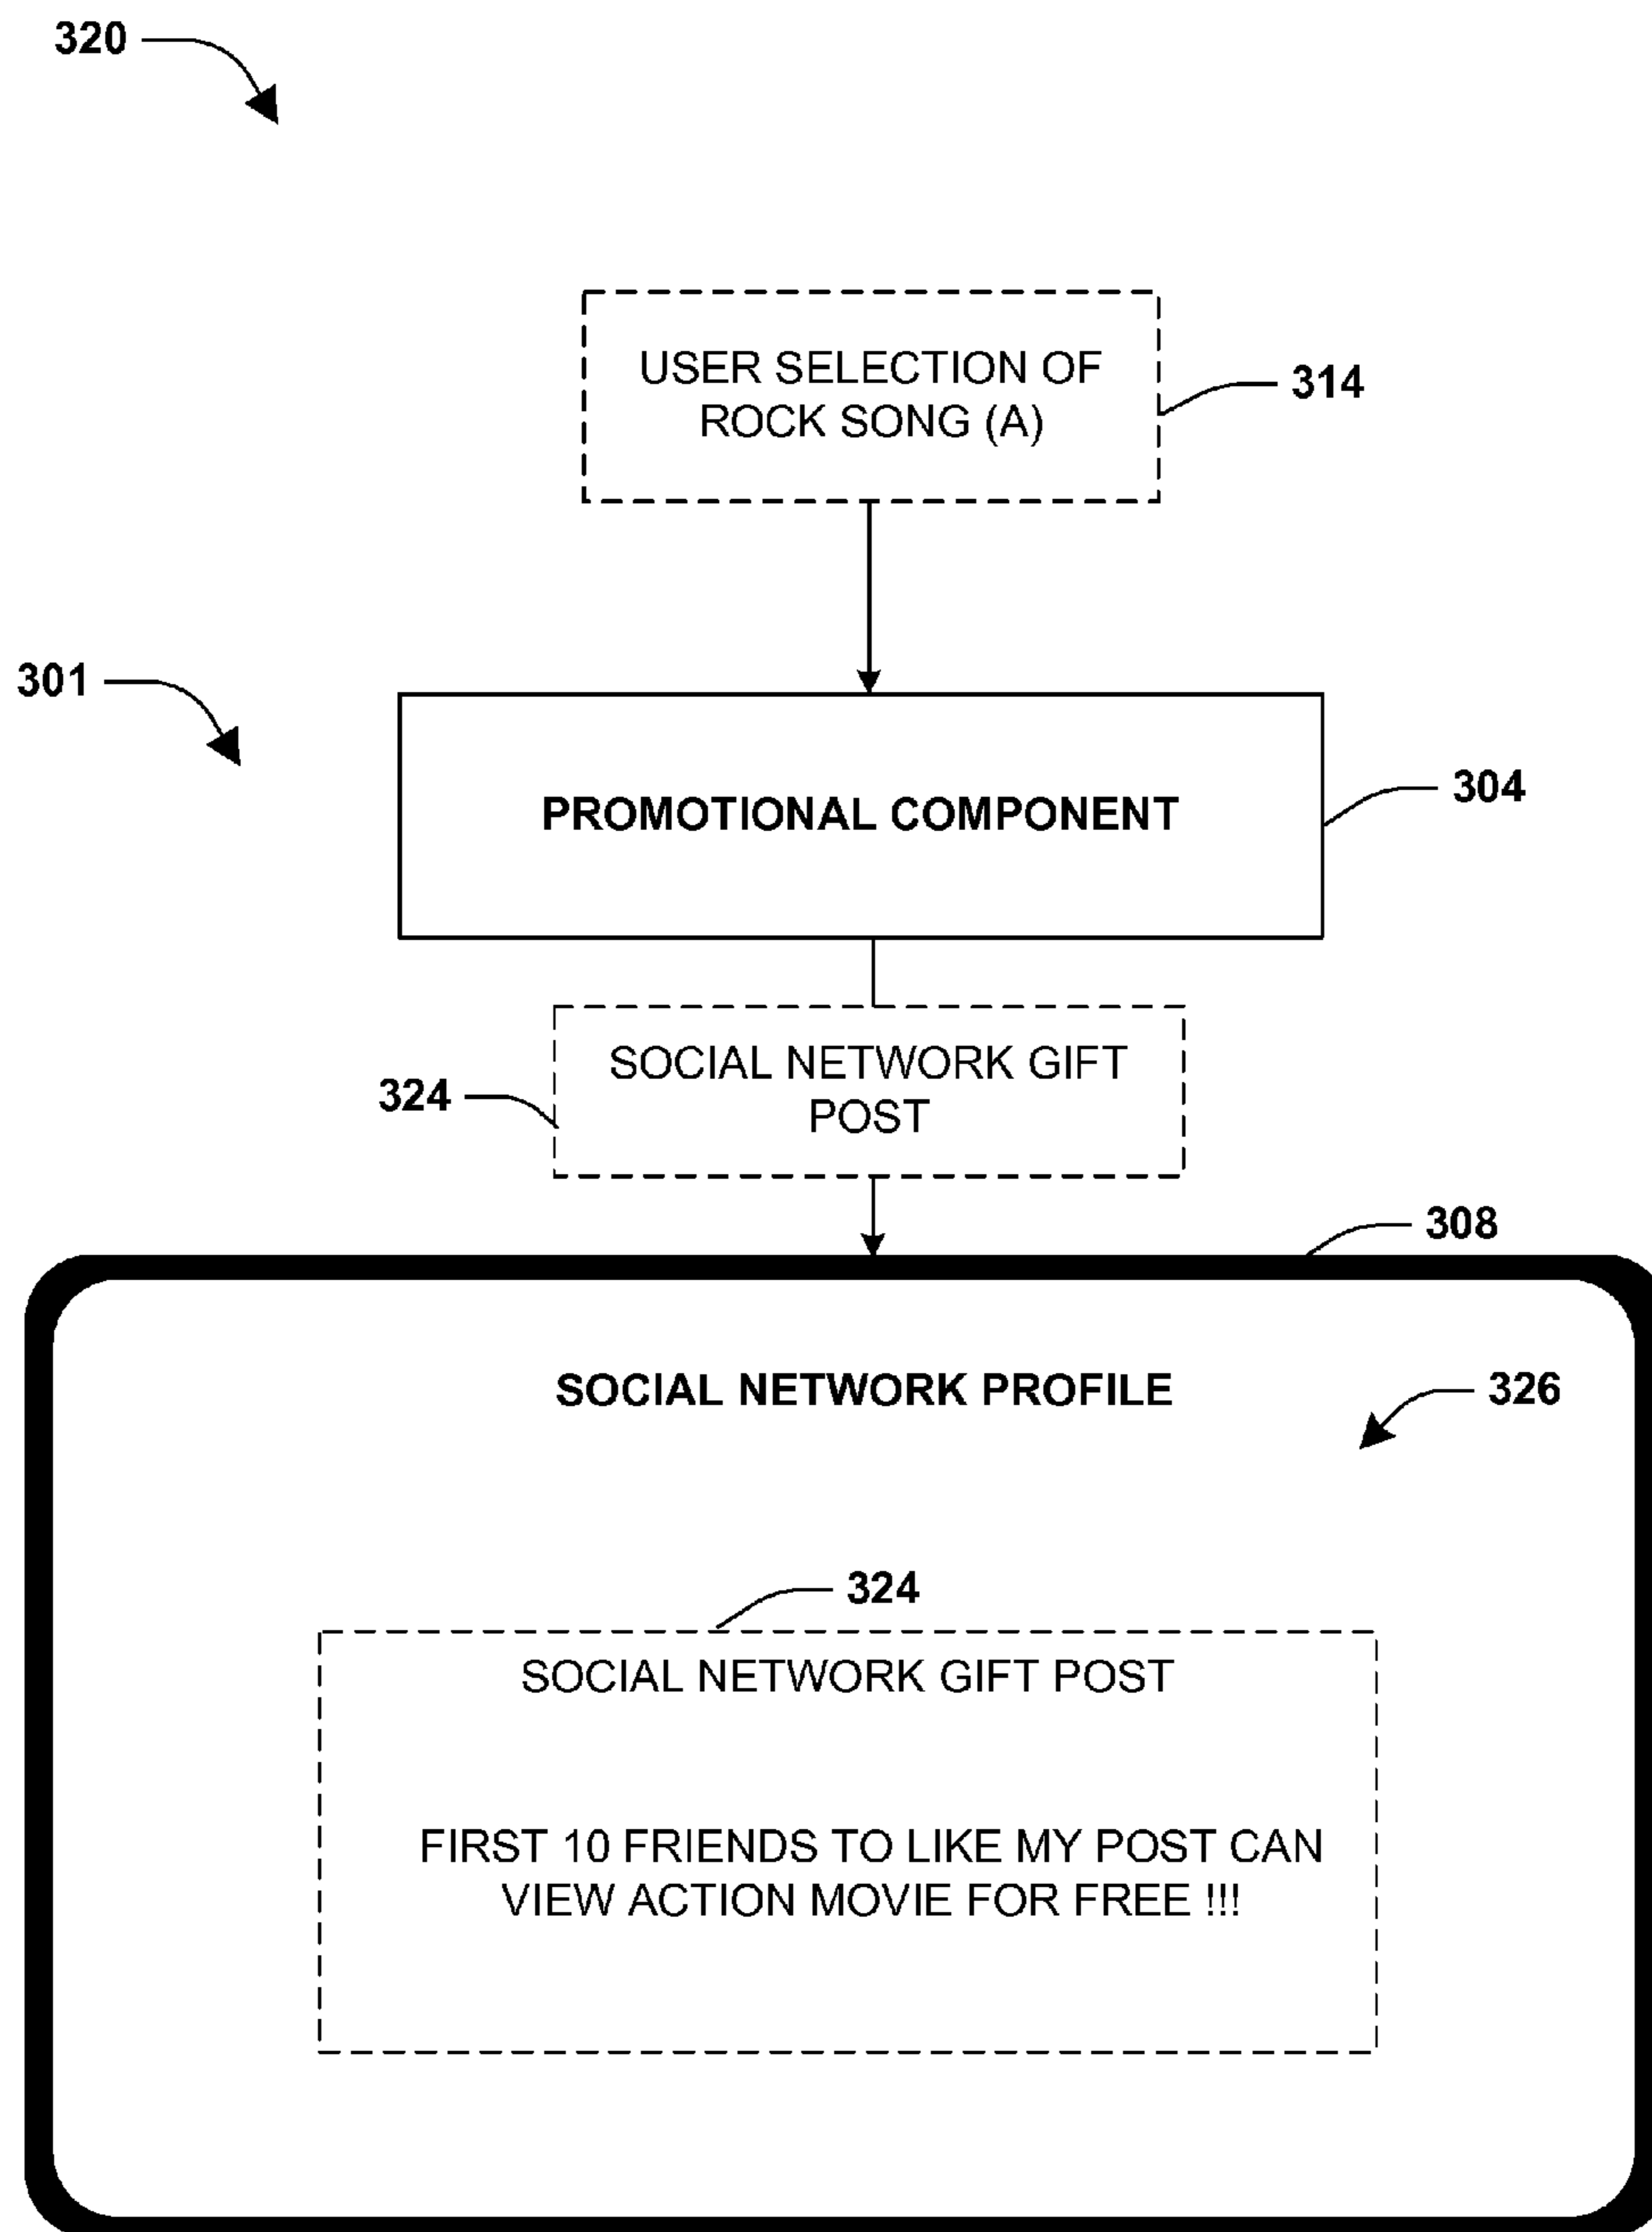 320
USER SELECTION OF
ROCK SONG (A)
314
301
PROMOTIONAL COMPONENT
304
SOCIAL NETWORK GIFT
POST
324
308
SOCIAL NETWORK PROFILE
326
324
SOCIAL NETWORK GIFT POST
FIRST 10 FRIENDS TO LIKE MY POST CAN
VIEW ACTION MOVIE FOR FREE !!!